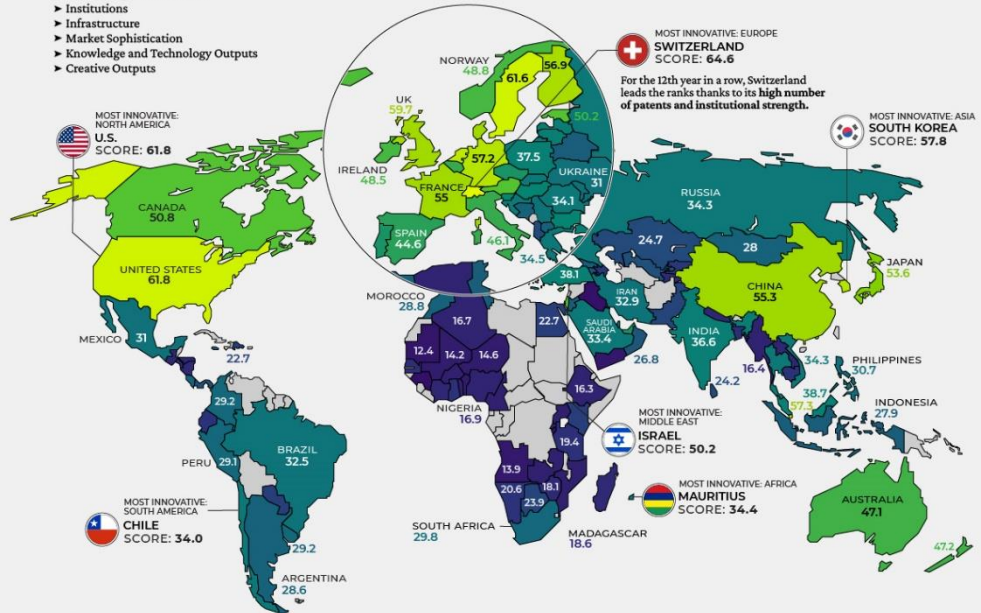 ➤ Institutions
➤ Infrastructure
➤ Market Sophistication
➤ Knowledge and Technology Outputs
➤ Creative Outputs
MOST INNOVATIVE: EUROPE
SWITZERLAND
SCORE: 64.6
For the 12th year in a row, Switzerland
leads the ranks thanks to its high number
of patents and institutional strength.
MOST INNOVATIVE:
NORTH AMERICA
U.S.
SCORE: 61.8
MOST INNOVATIVE: ASIA
SOUTH KOREA
SCORE: 57.8
NORWAY
48.8
61.6
56.9
UK
59.7
50.2
IRELAND
48.5
57.2
37.5
UKRAINE
31
FRANCE
55
34.1
SPAIN
44.6
46.1
34.5
CANADA
50.8
UNITED STATES
61.8
MEXICO
31
22.7
RUSSIA
34.3
24.7
28
JAPAN
53.6
CHINA
55.3
38.1
IRAN
32.9
SAUDI
ARABIA
33.4
INDIA
36.6
26.8
24.2
16.4
34.3
PHILIPPINES
30.7
38.7
57.3
INDONESIA
27.9
MOROCCO
28.8
16.7
22.7
12.4
14.2
14.6
NIGERIA
16.9
16.3
19.4
13.9
20.6
18.1
23.9
SOUTH AFRICA
29.8
MADAGASCAR
18.6
MOST INNOVATIVE:
MIDDLE EAST
ISRAEL
SCORE: 50.2
MOST INNOVATIVE: AFRICA
MAURITIUS
SCORE: 34.4
29.2
PERU
29.1
BRAZIL
32.5
MOST INNOVATIVE:
SOUTH AMERICA
CHILE
SCORE: 34.0
29.2
ARGENTINA
28.6
AUSTRALIA
47.1
47.2